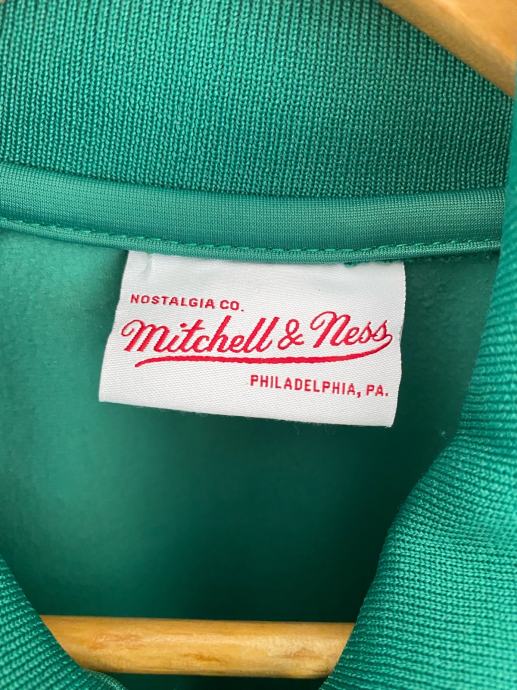 NOSTALGIA CO.
Mitchell & Ness
PHILADELPHIA, PA.